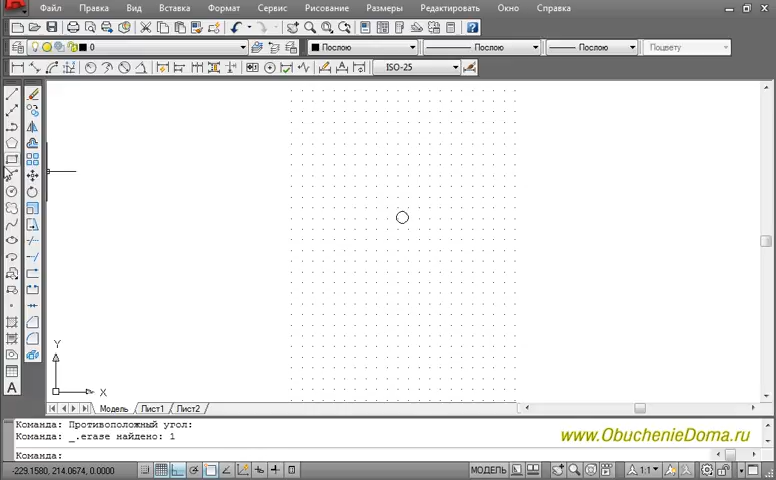 Файл Правка Вид Вставка Формат Сервис Рисование Размеры Редактировать Окно Справка
0 Послою Послою Послою Поцвету
ISO-25
A
Y
X
Модель Лист1 Лист2
Команда: Противоположный угол:
Команда: _.erase найдено: 1
www.ObuchenieDoma.ru
Команда:
-229.1580, 214.0674, 0.0000 МОДЕЛЬ 1:1